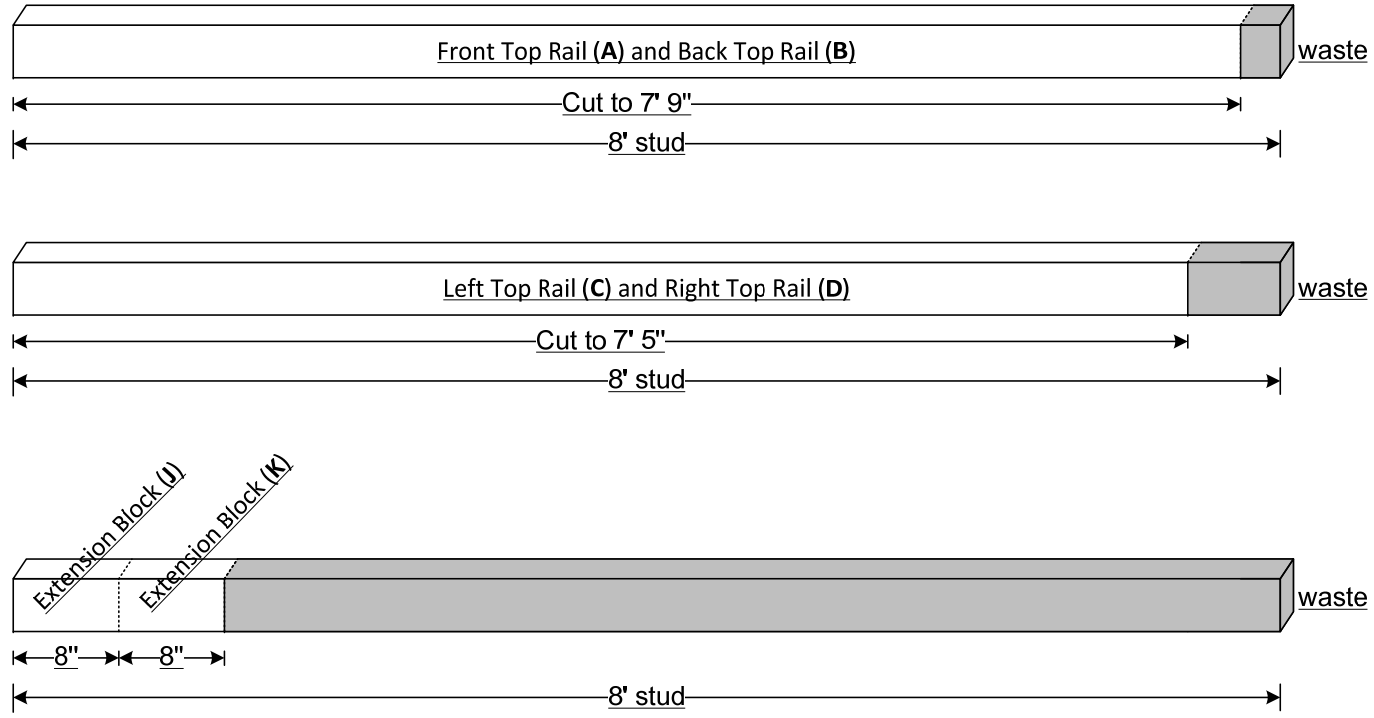 Front Top Rail (A) and Back Top Rail (B)
waste
Cut to 7' 9"
8' stud
Left Top Rail (C) and Right Top Rail (D)
waste
Cut to 7' 5"
8' stud
Extension Block (J)
Extension Block (K)
waste
8"
8"
8' stud